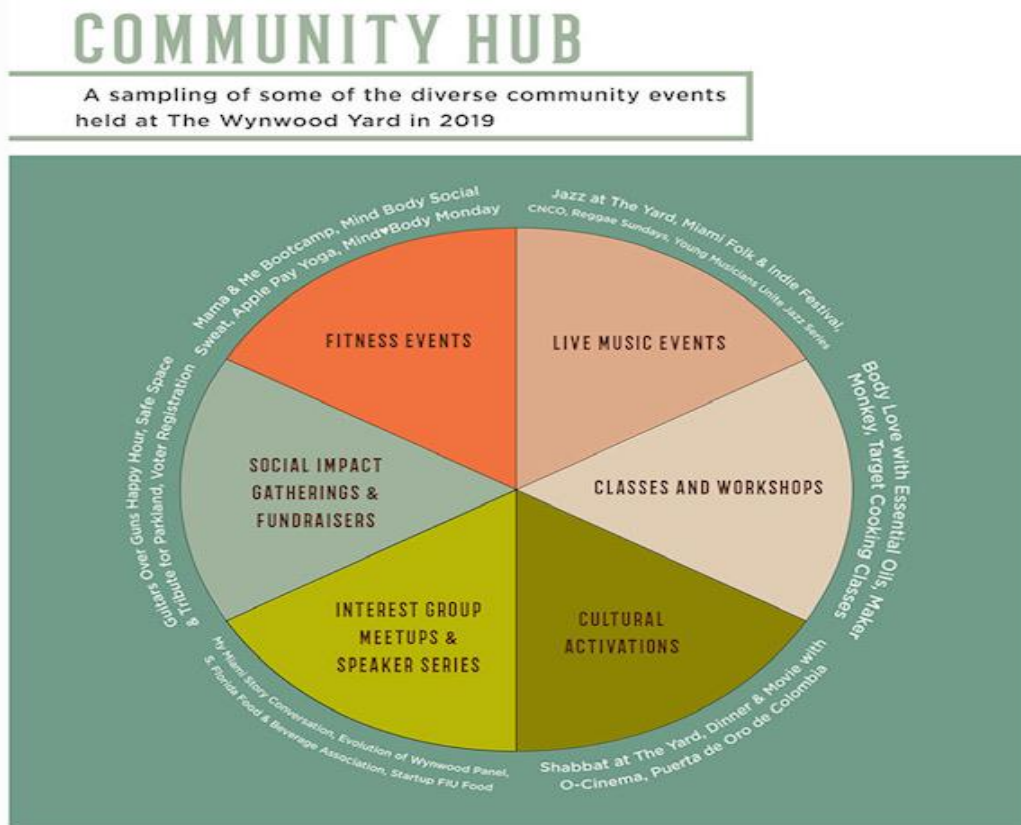 COMMUNITY HUB
A sampling of some of the diverse community events
held at The Wynwood Yard in 2019
Mama & Me Bootcamp, Mind Body Social
Sweat, Apple Pay Yoga, Mind♥Body Monday
FITNESS EVENTS
Jazz at The Yard, Miami Folk & Indie Festival,
CNCO, Reggae Sundays, Young Musicians Unite Jazz Series
LIVE MUSIC EVENTS
Body Love with Essential Oils, Maker
Monkey, Target Cooking Classes
CLASSES AND WORKSHOPS
Shabbat at The Yard, Dinner & Movie with
O-Cinema, Puerta de Oro de Colombia
CULTURAL
ACTIVATIONS
My Miami Story Conversation, Evolution of Wynwood Panel,
S. Florida Food & Beverage Association, Startup FIU Food
INTEREST GROUP
MEETUPS &
SPEAKER SERIES
Guitars Over Guns Happy Hour, Safe Space
& Tribute for Parkland, Voter Registration
SOCIAL IMPACT
GATHERINGS &
FUNDRAISERS